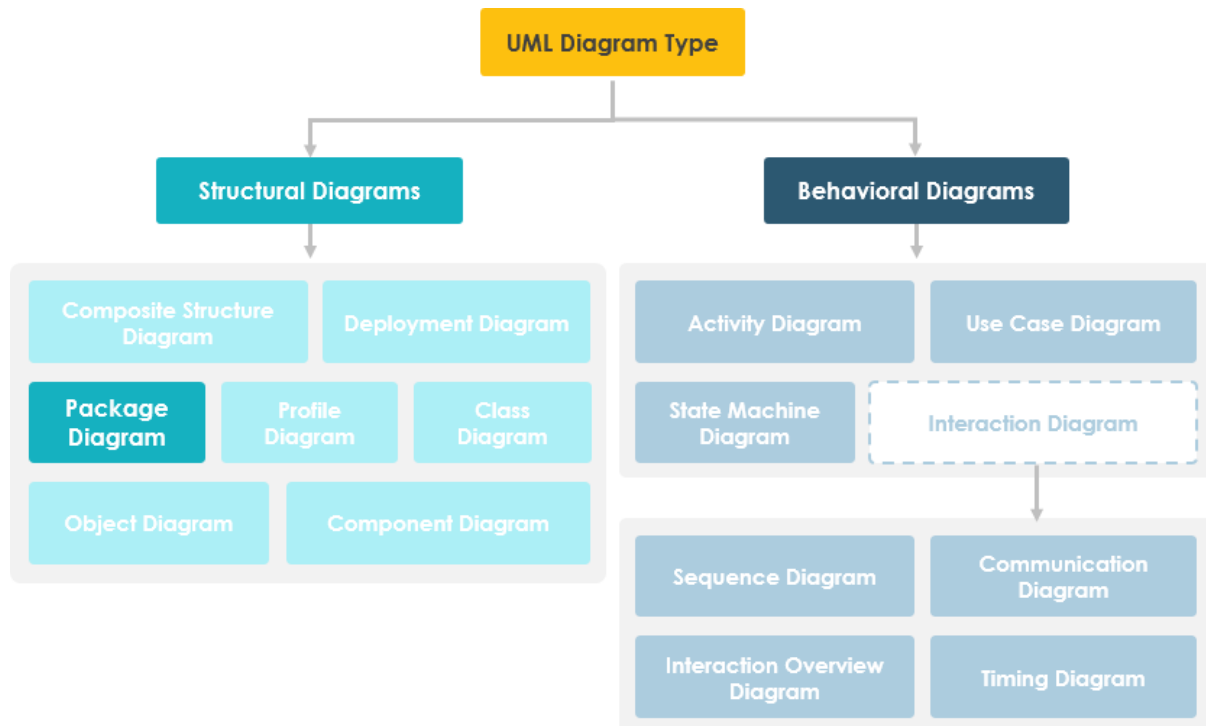 UML Diagram Type
Structural Diagrams
Behavioral Diagrams
Composite Structure
Diagram
Deployment Diagram
Package
Diagram
Profile
Diagram
Class
Diagram
Object Diagram
Component Diagram
Activity Diagram
Use Case Diagram
State Machine
Diagram
Interaction Diagram
Sequence Diagram
Communication
Diagram
Interaction Overview
Diagram
Timing Diagram